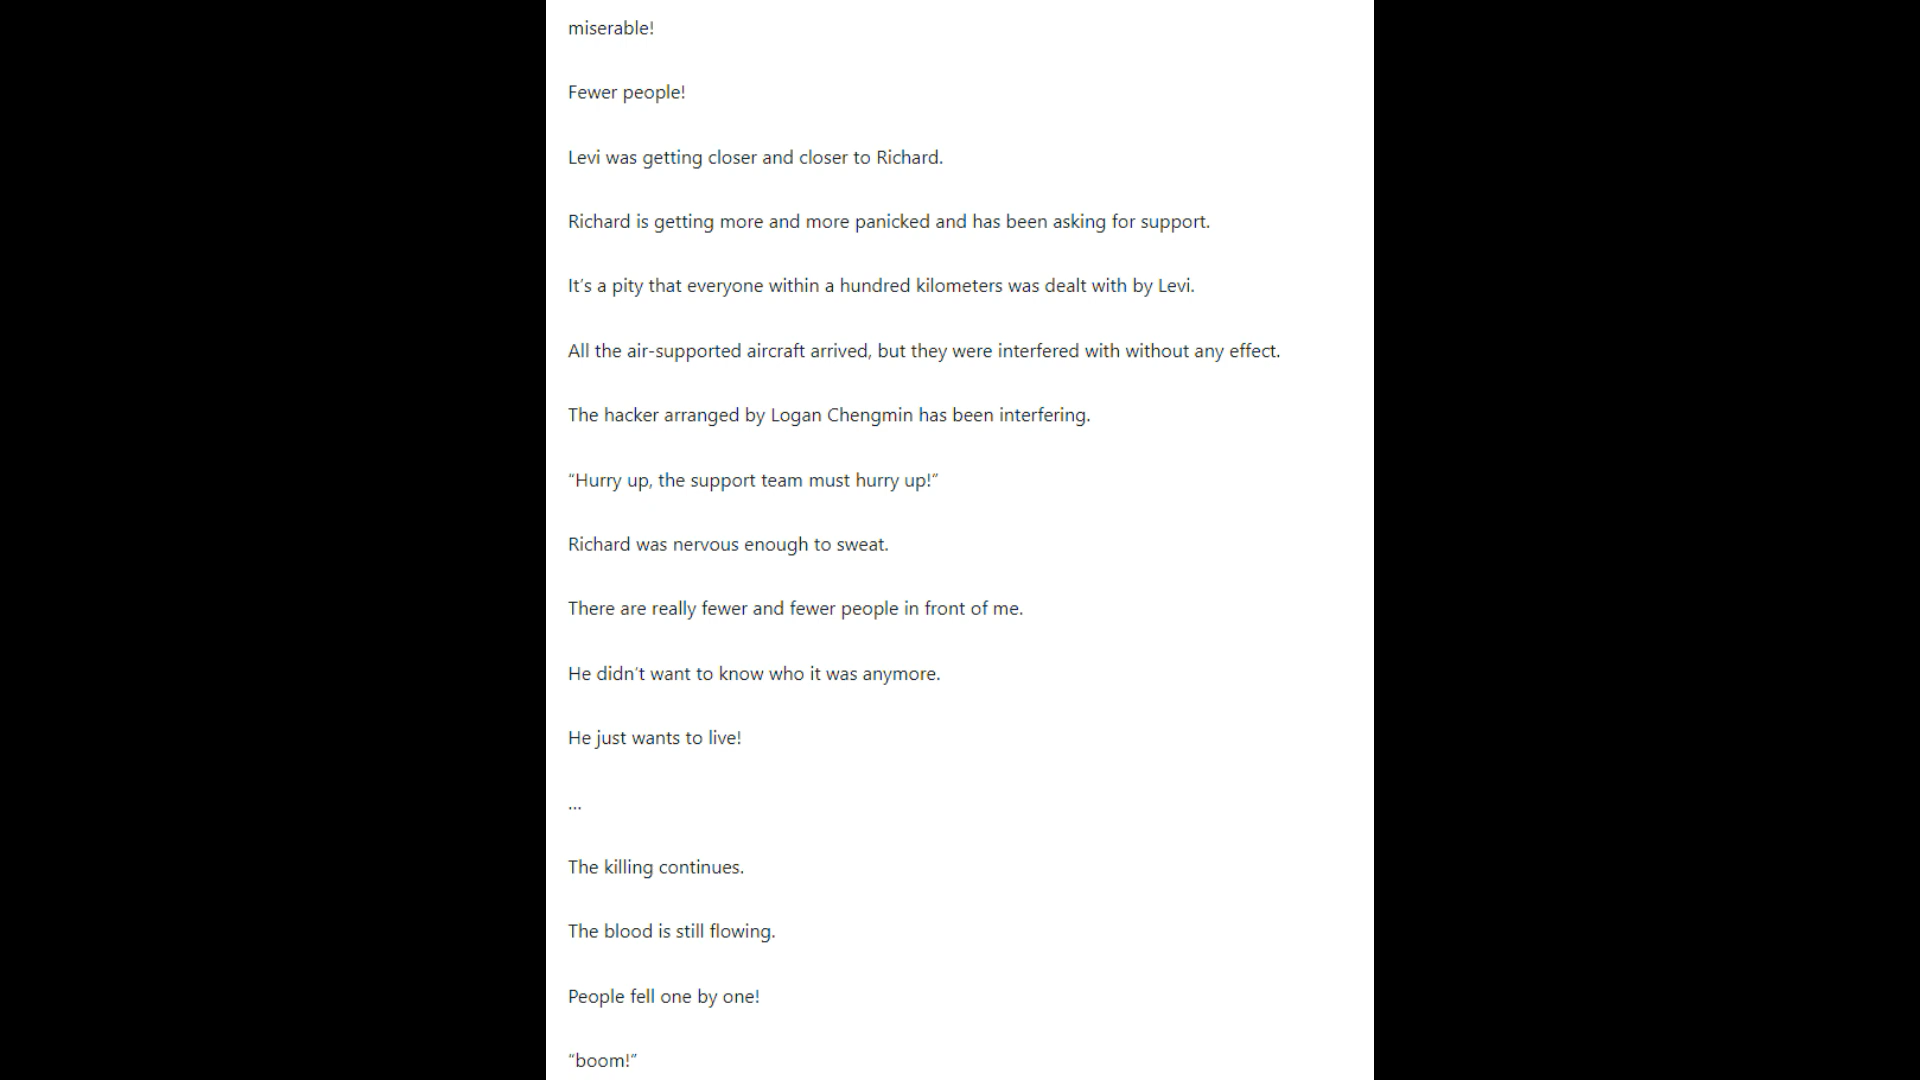 miserable!
Fewer people!
Levi was getting closer and closer to Richard.
Richard is getting more and more panicked and has been asking for support.
It’s a pity that everyone within a hundred kilometers was dealt with by Levi.
All the air-supported aircraft arrived, but they were interfered with without any effect.
The hacker arranged by Logan Chengmin has been interfering.
“Hurry up, the support team must hurry up!”
Richard was nervous enough to sweat.
There are really fewer and fewer people in front of me.
He didn’t want to know who it was anymore.
He just wants to live!
...
The killing continues.
The blood is still flowing.
People fell one by one!
“boom!”